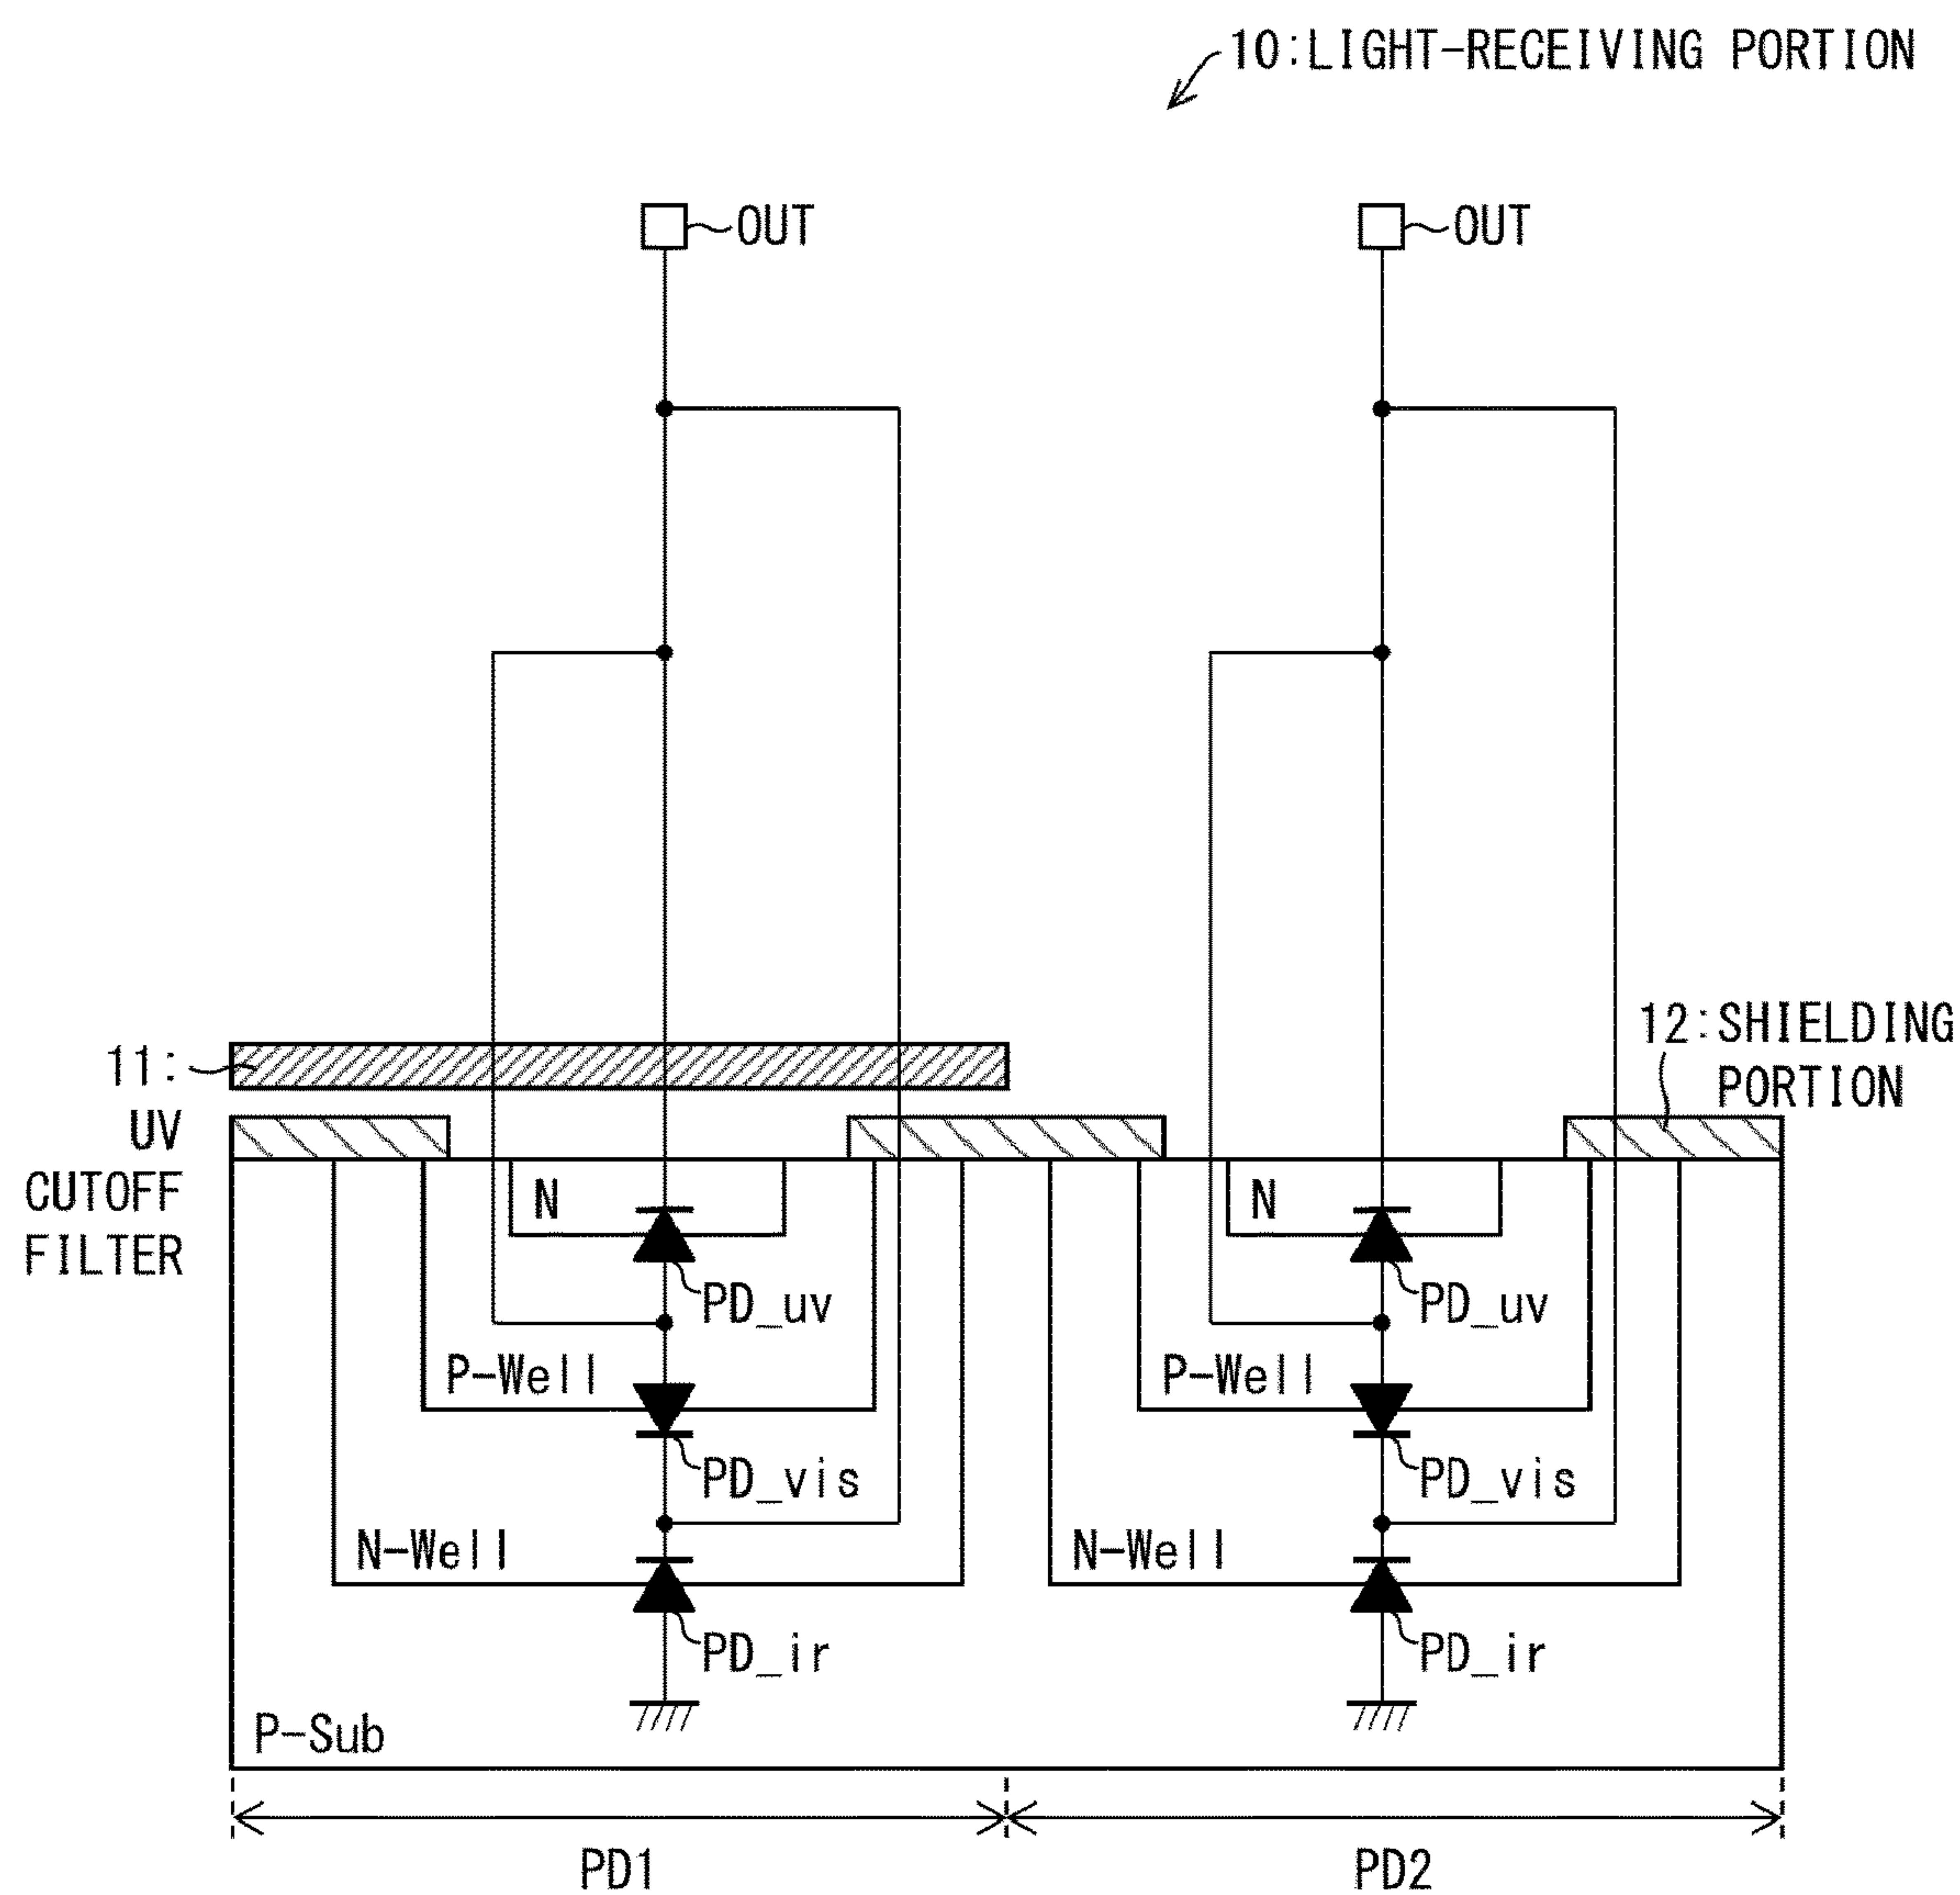 10:LIGHT-RECEIVING PORTION
OUT
OUT
11:
UV
CUTOFF
FILTER
12:SHIELDING
PORTION
N
N
PD_uv
PD_uv
P-Well
P-Well
PD_vis
PD_vis
N-Well
N-Well
PD_ir
PD_ir
P-Sub
PD1
PD2